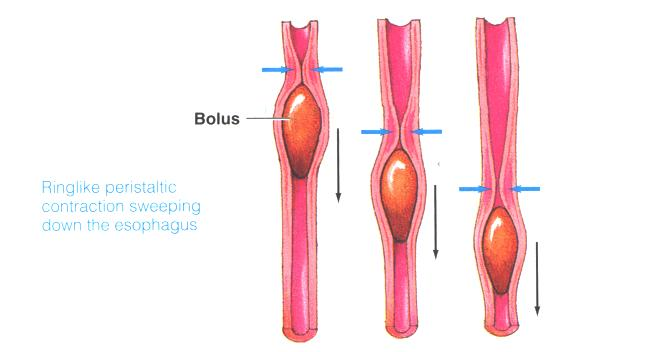 Bolus
Ringlike peristaltic
contraction sweeping
down the esophagus